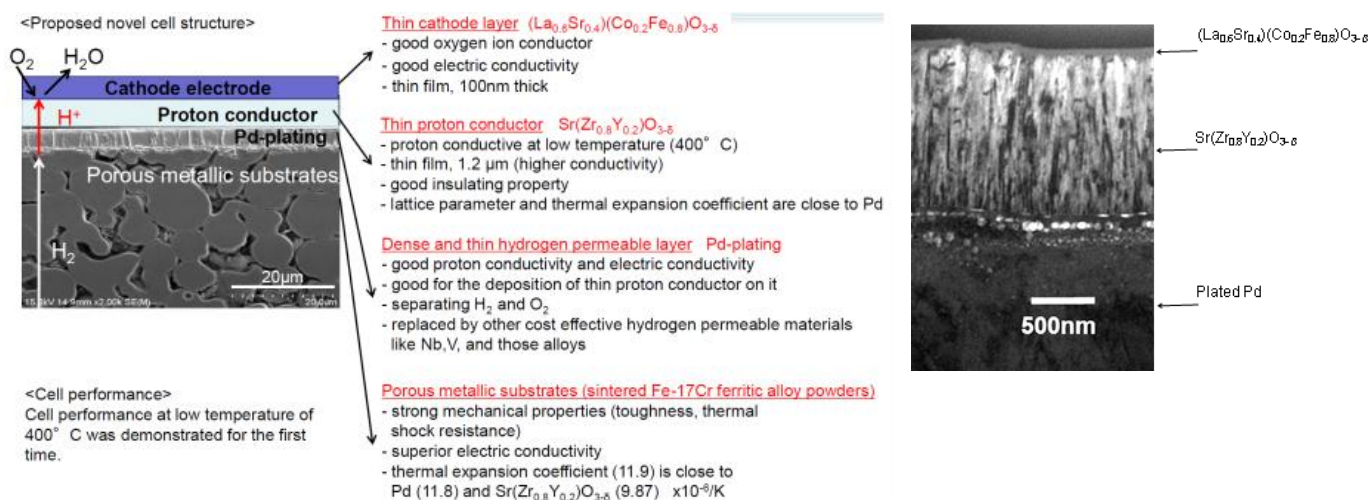 <Proposed novel cell structure>
O₂
H₂O
Cathode electrode
H⁺
Proton conductor
Pd-plating
Porous metallic substrates
H₂
20μm
<Cell performance>
Cell performance at low temperature of
400° C was demonstrated for the first
time.
Thin cathode layer (La₀.₆Sr₀.₄)(Co₀.₂Fe₀.₈)O₃₋δ
- good oxygen ion conductor
- good electric conductivity
- thin film, 100nm thick
Thin proton conductor Sr(Zr₀.₈Y₀.₂)O₃₋δ
- proton conductive at low temperature (400° C)
- thin film, 1.2 μm (higher conductivity)
- good insulating property
- lattice parameter and thermal expansion coefficient are close to Pd
Dense and thin hydrogen permeable layer Pd-plating
- good proton conductivity and electric conductivity
- good for the deposition of thin proton conductor on it
- separating H₂ and O₂
- replaced by other cost effective hydrogen permeable materials
like Nb,V, and those alloys
Porous metallic substrates (sintered Fe-17Cr ferritic alloy powders)
- strong mechanical properties (toughness, thermal
shock resistance)
- superior electric conductivity
- thermal expansion coefficient (11.9) is close to
Pd (11.8) and Sr(Zr₀.₈Y₀.₂)O₃₋δ (9.87) x10⁻⁶/K
(La₀.₆Sr₀.₄)(Co₀.₂Fe₀.₈)O₃₋δ
Sr(Zr₀.₈Y₀.₂)O₃₋δ
Plated Pd
500nm